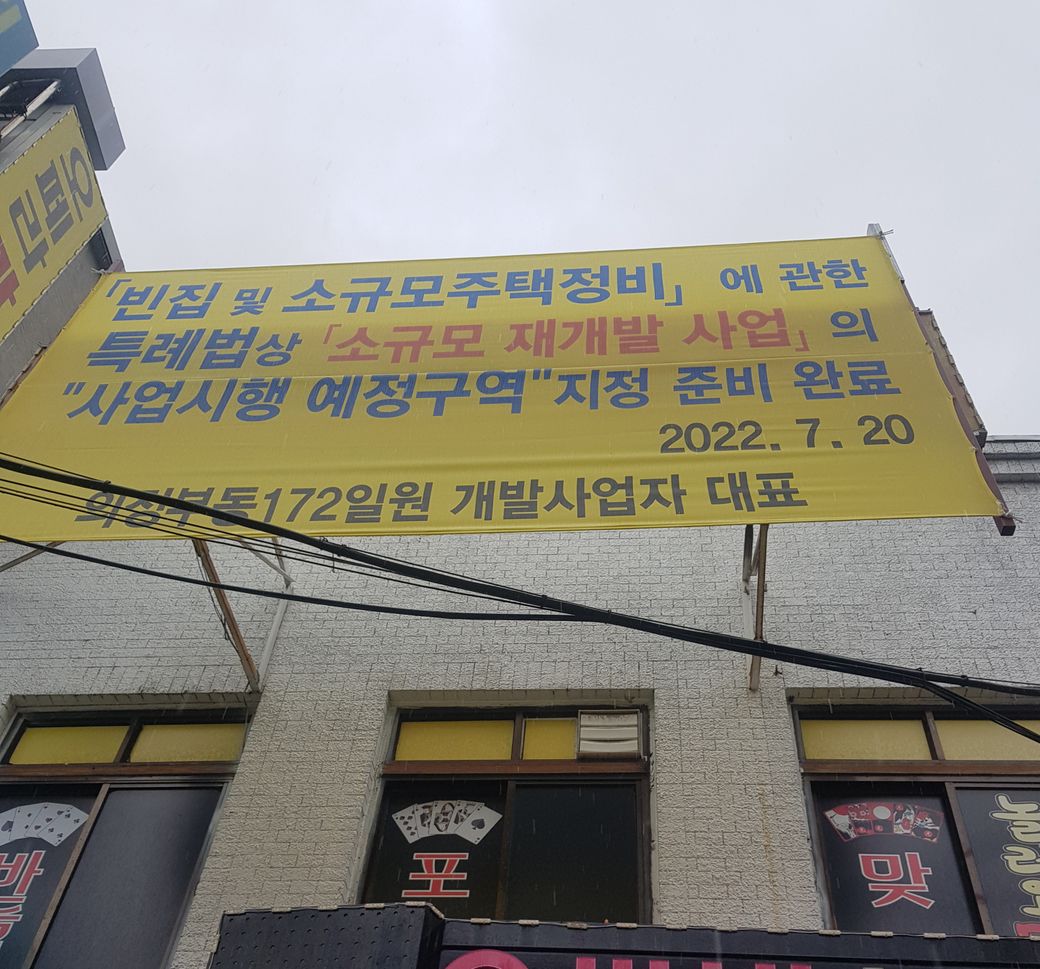 「빈집 및 소규모주택정비」 에 관한
특례법상 「소규모 재개발 사업」 의
"사업시행 예정구역"지정 준비 완료
2022. 7. 20
의정부동172일원 개발사업자 대표
바
포
맞